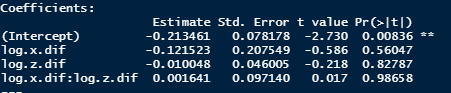 Coefficients:
Estimate Std. Error t value Pr(>|t|)
(Intercept) -0.213461 0.078178 -2.730 0.00836 **
log.x.dif -0.121523 0.207549 -0.586 0.56047
log.z.dif -0.010048 0.046005 -0.218 0.82787
log.x.dif:log.z.dif 0.001641 0.097140 0.017 0.98658
---